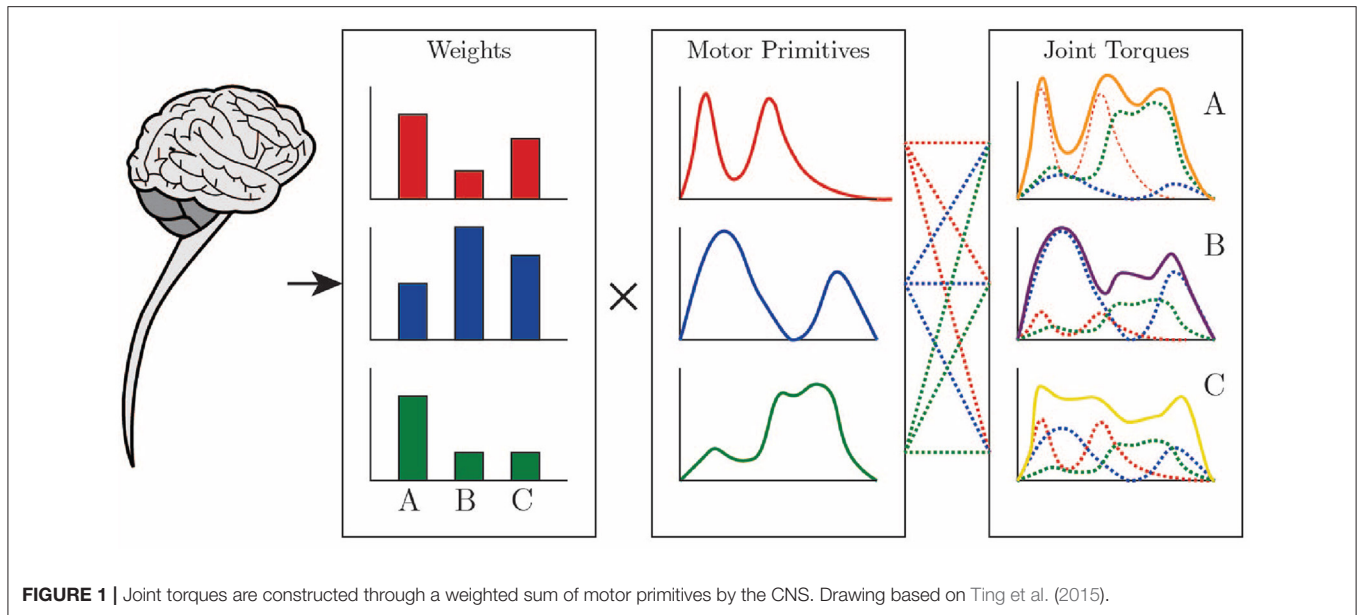 Weights
Motor Primitives
Joint Torques
A
B
C
×
A B C
FIGURE 1 | Joint torques are constructed through a weighted sum of motor primitives by the CNS. Drawing based on Ting et al. (2015).